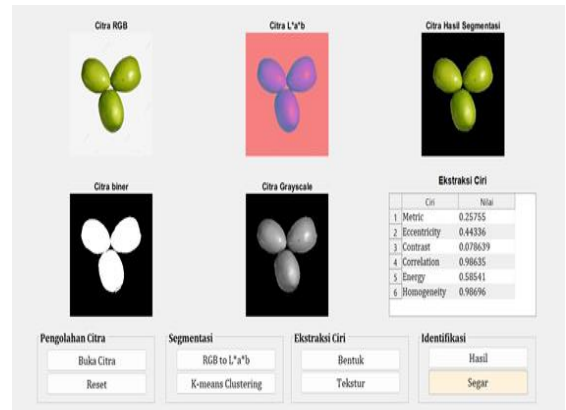 Citra RGB
Citra L*a*b
Citra Hasil Segmentasi
Citra biner
Citra Grayscale
Ekstraksi Ciri
Ciri Nilai
1 Metric 0.25755
2 Eccentricity 0.44336
3 Contrast 0.078639
4 Correlation 0.98635
5 Energy 0.58541
6 Homogeneity 0.98696
Pengolahan Citra
Buka Citra
Reset
Segmentasi
RGB to L*a*b
K-means Clustering
Ekstraksi Ciri
Bentuk
Tekstur
Identifikasi
Hasil
Segar